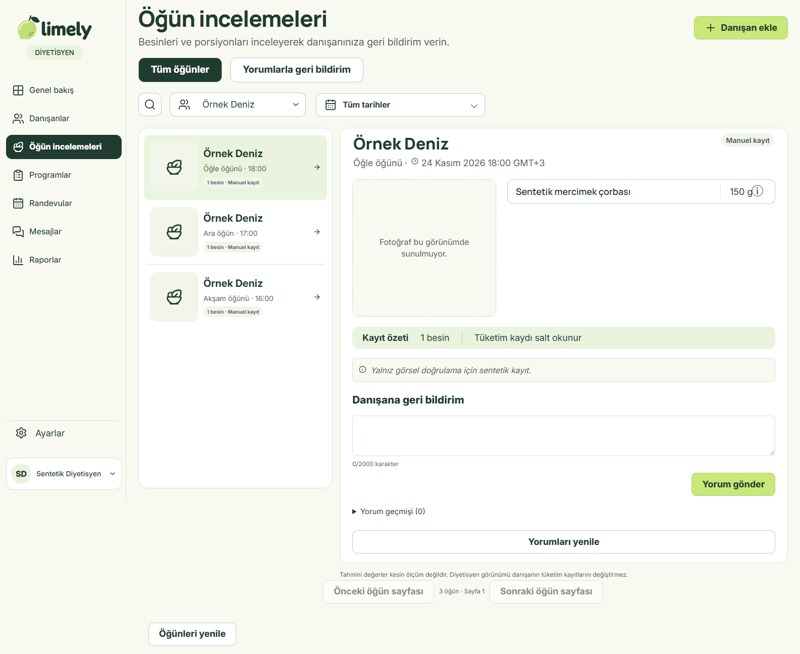 limely
DİYETİSYEN
Genel bakış
Danışanlar
Öğün incelemeleri
Programlar
Randevular
Mesajlar
Raporlar
Ayarlar
SD Sentetik Diyetisyen
Öğün incelemeleri
Besinleri ve porsiyonları inceleyerek danışanınıza geri bildirim verin.
+ Danışan ekle
Tüm öğünler
Yorumlarla geri bildirim
Örnek Deniz
Tüm tarihler
Örnek Deniz
Öğle öğünü · 18:00
1 besin · Manuel kayıt
Örnek Deniz
Ara öğün · 17:00
1 besin · Manuel kayıt
Örnek Deniz
Akşam öğünü · 16:00
1 besin · Manuel kayıt
Örnek Deniz
Manuel kayıt
Öğle öğünü · 24 Kasım 2026 18:00 GMT+3
Fotoğraf bu görünümde
sunulmuyor.
Sentetik mercimek çorbası 150 g
Kayıt özeti 1 besin Tüketim kaydı salt okunur
Yalnız görsel doğrulama için sentetik kayıt.
Danışana geri bildirim
0/2000 karakter
Yorum gönder
Yorum geçmişi (0)
Yorumları yenile
Tahmini değerler kesin ölçüm değildir. Diyetisyen görünümü danışanın tüketim kayıtlarını değiştirmez.
Önceki öğün sayfası
3 öğün · Sayfa 1
Sonraki öğün sayfası
Öğünleri yenile